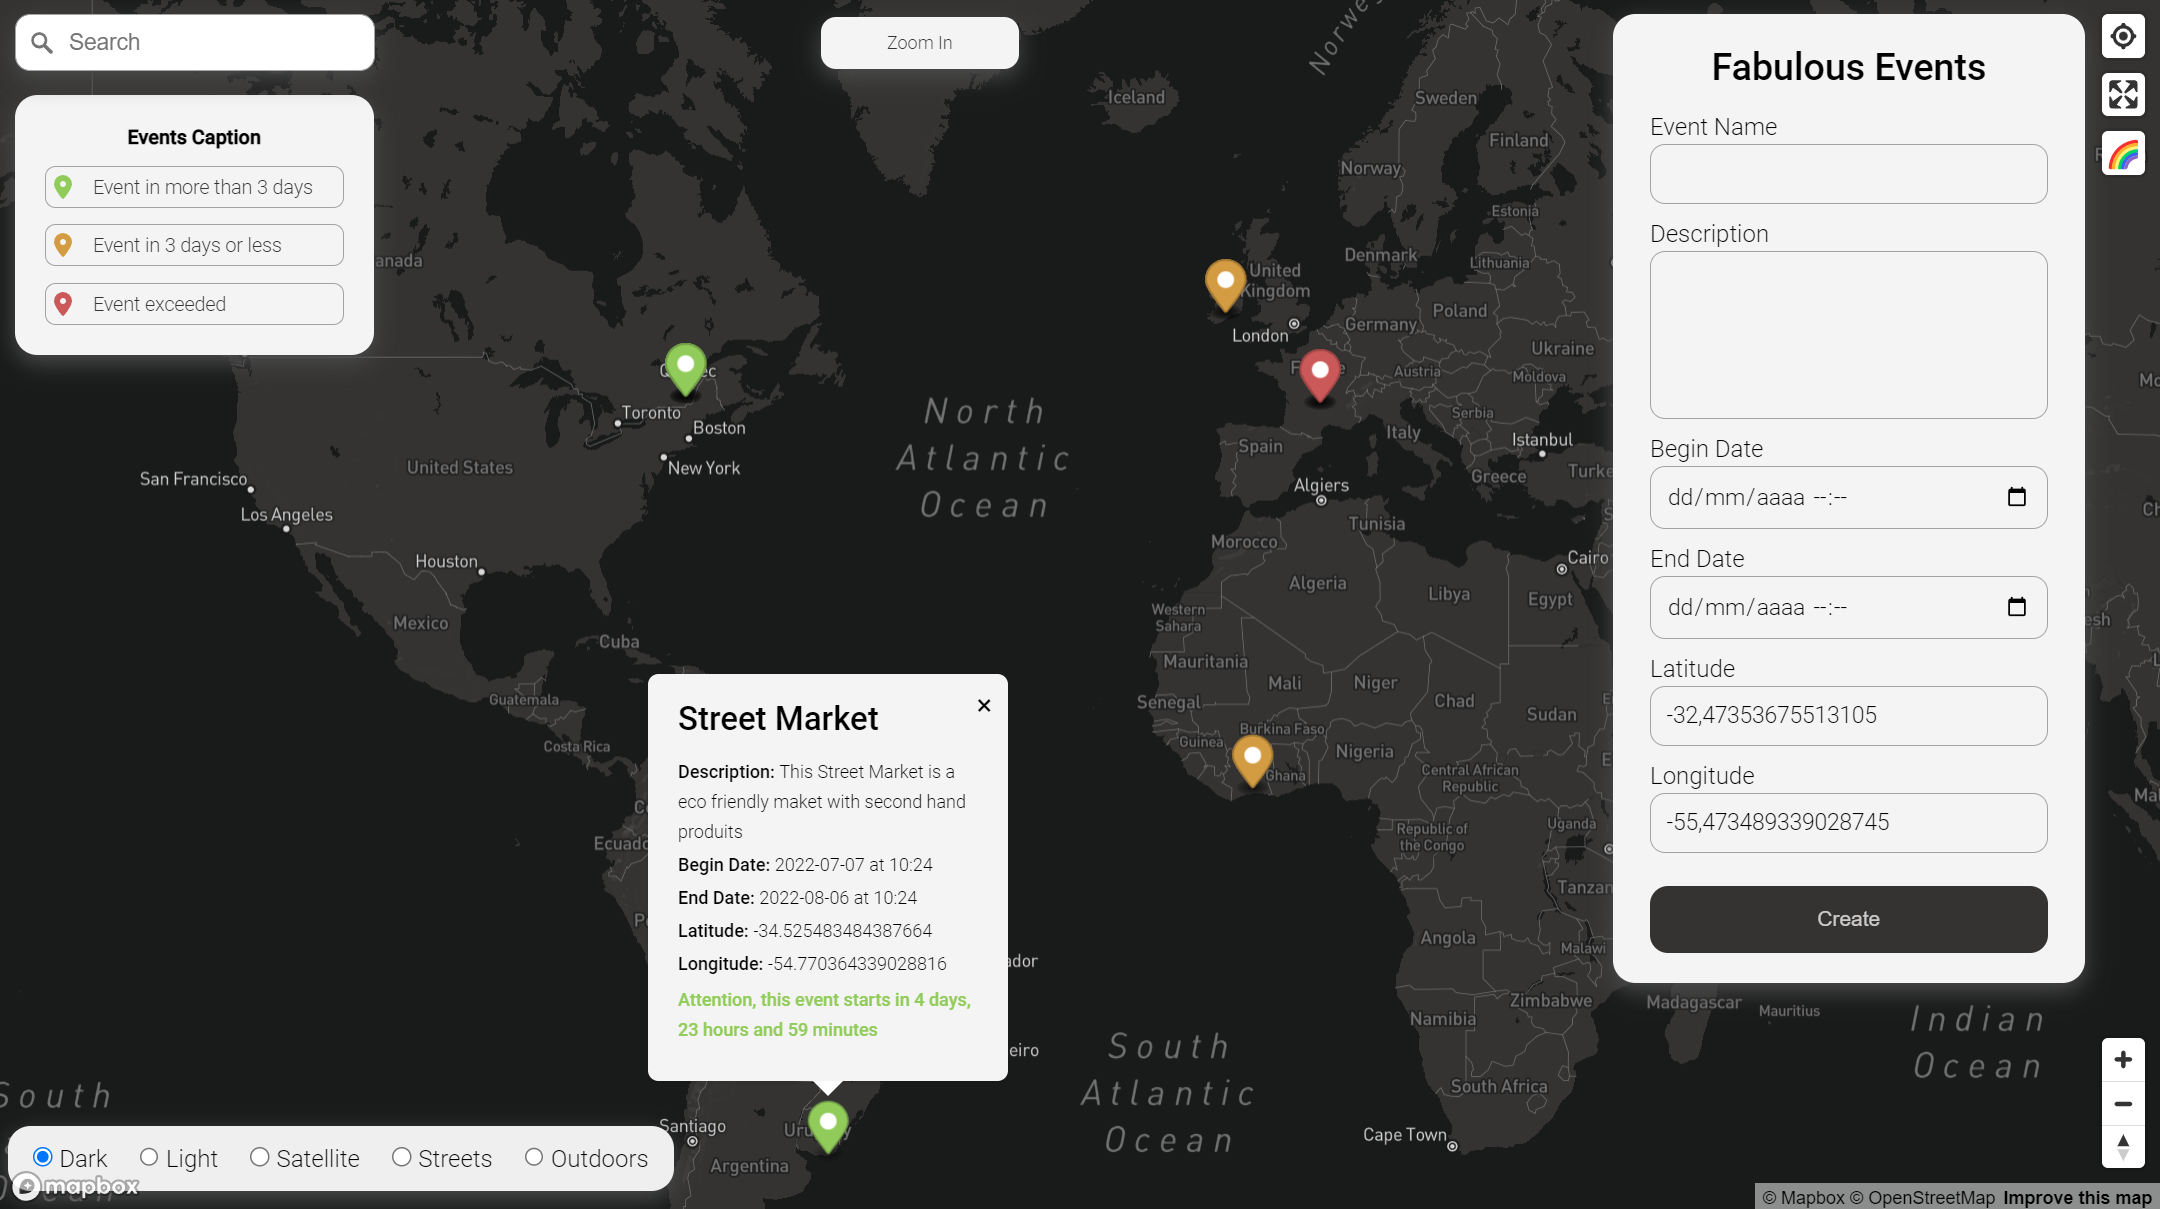 Search
Events Caption
Event in more than 3 days
Event in 3 days or less
Event exceeded
Zoom In
Fabulous Events
Event Name
Description
Begin Date
dd/mm/aaaa --:--
End Date
dd/mm/aaaa --:--
Latitude
-32,47353675513105
Longitude
-55,473489339028745
Create
Street Market
×
Description: This Street Market is a
eco friendly maket with second hand
produits
Begin Date: 2022-07-07 at 10:24
End Date: 2022-08-06 at 10:24
Latitude: -34.525483484387664
Longitude: -54.770364339028816
Attention, this event starts in 4 days,
23 hours and 59 minutes
Iceland
Sweden
Finland
Norway
Estonia
Denmark
Lithuania
United
Kingdom
Poland
London
Germany
Ukraine
Austria
Moldova
Serbia
Italy
Istanbul
Spain
Greece
Algiers
Tunisia
Morocco
Cairo
Algeria
Libya
Egypt
Western
Sahara
Mauritania
Mali
Niger
Chad
Senegal
Sudan
Burkina Faso
Guinea
Nigeria
Ghana
Central African
Republic
Uganda
Republic of
the Congo
Angola
Malawi
Zimbabwe
Namibia
Madagascar
Mauritius
South Africa
Cape Town
Toronto
Boston
New York
United States
San Francisco
Los Angeles
Houston
Mexico
Cuba
Guatemala
Costa Rica
Santiago
Argentina
North
Atlantic
Ocean
South
Atlantic
Ocean
Indian
Ocean
South
Dark
Light
Satellite
Streets
Outdoors
mapbox
© Mapbox © OpenStreetMap Improve this map